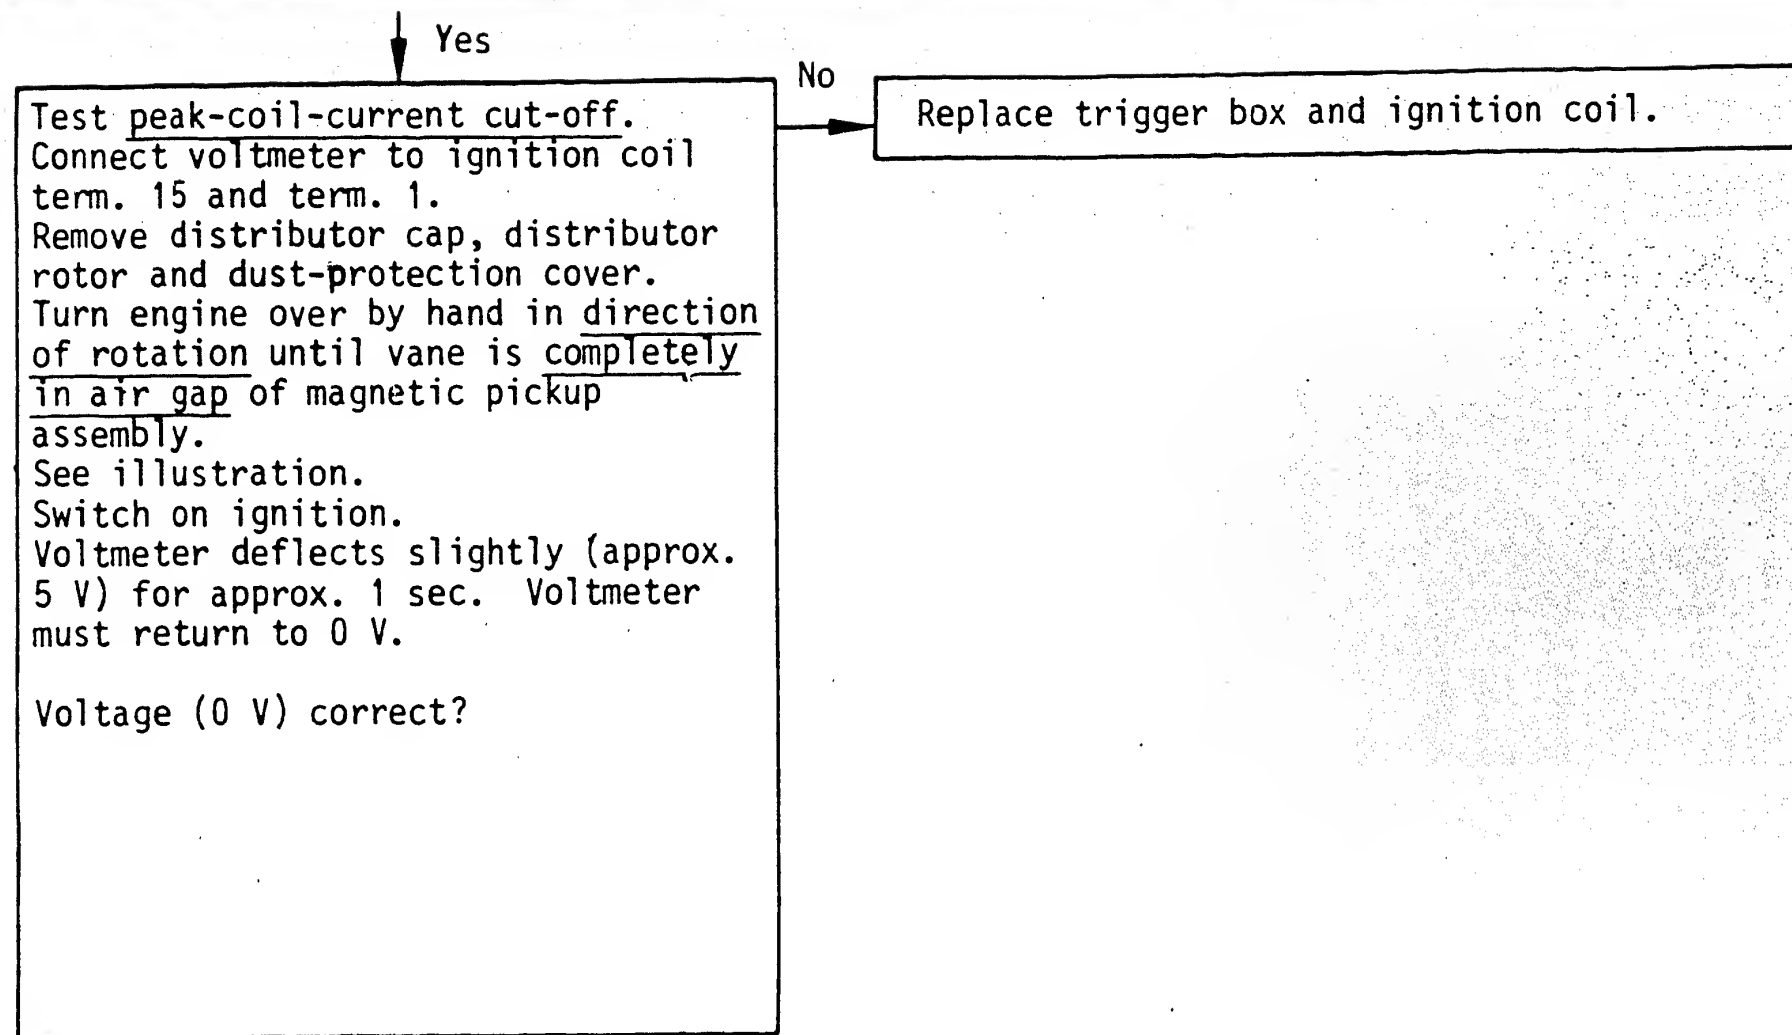 Yes
Test peak-coil-current cut-off.
Connect voltmeter to ignition coil
term. 15 and term. 1.
Remove distributor cap, distributor
rotor and dust-protection cover.
Turn engine over by hand in direction
of rotation until vane is completely
in air gap of magnetic pickup
assembly.
See illustration.
Switch on ignition.
Voltmeter deflects slightly (approx.
5 V) for approx. 1 sec. Voltmeter
must return to 0 V.
Voltage (0 V) correct?
No
Replace trigger box and ignition coil.